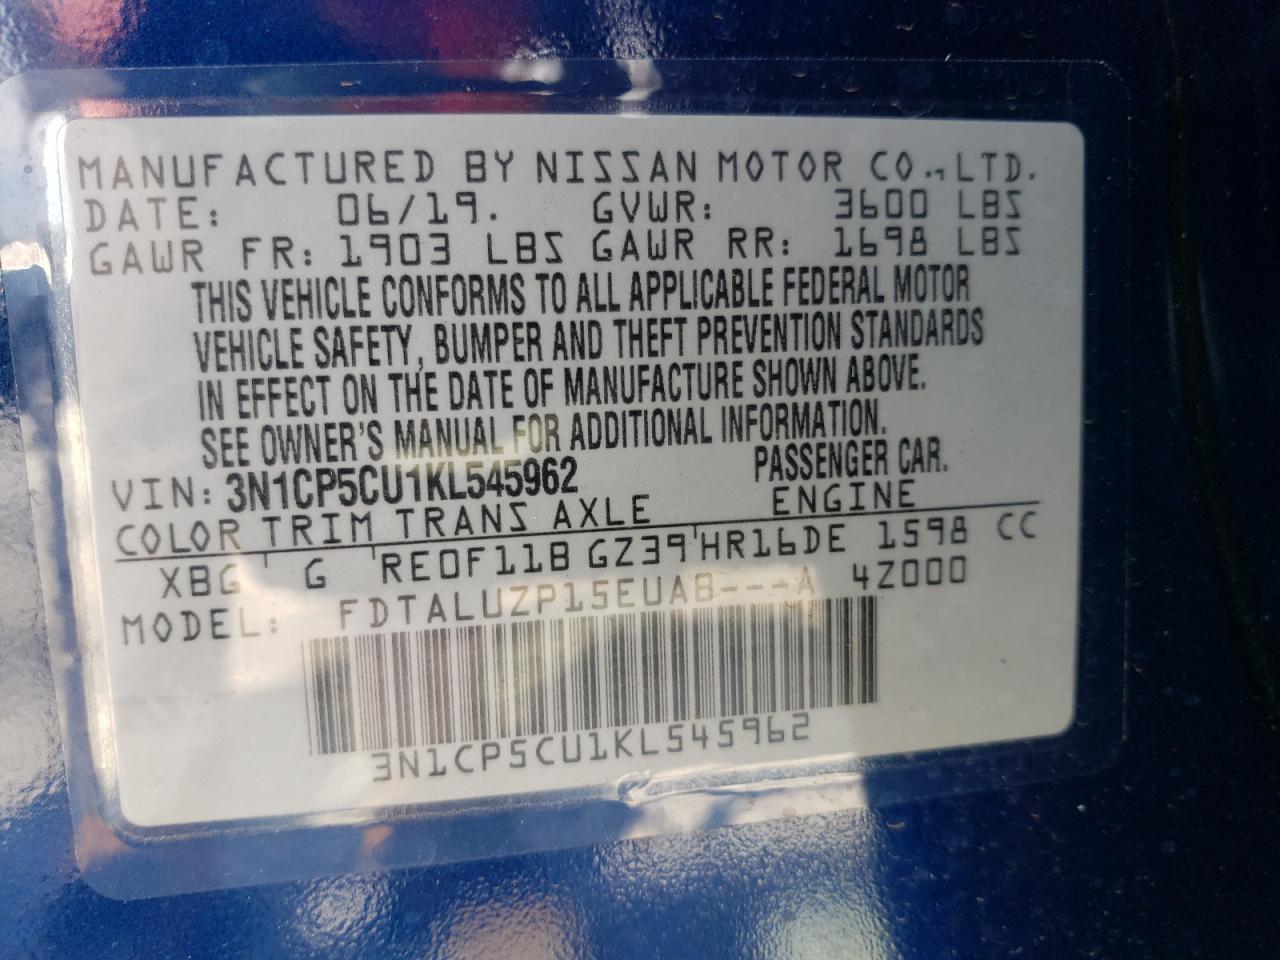 MANUFACTURED BY NISSAN MOTOR CO., LTD.
DATE: 06/19. GVWR: 3600 LBS
GAWR FR: 1903 LBS GAWR RR: 1698 LBS
THIS VEHICLE CONFORMS TO ALL APPLICABLE FEDERAL MOTOR
VEHICLE SAFETY, BUMPER AND THEFT PREVENTION STANDARDS
IN EFFECT ON THE DATE OF MANUFACTURE SHOWN ABOVE.
SEE OWNER'S MANUAL FOR ADDITIONAL INFORMATION.
VIN: 3N1CP5CU1KL545962 PASSENGER CAR.
COLOR TRIM TRANS AXLE ENGINE
XBG G RE0F11B GZ39 HR16DE 1598 CC
MODEL: FDTALUZP15EUAB---A 4Z000
3N1CP5CU1KL545962